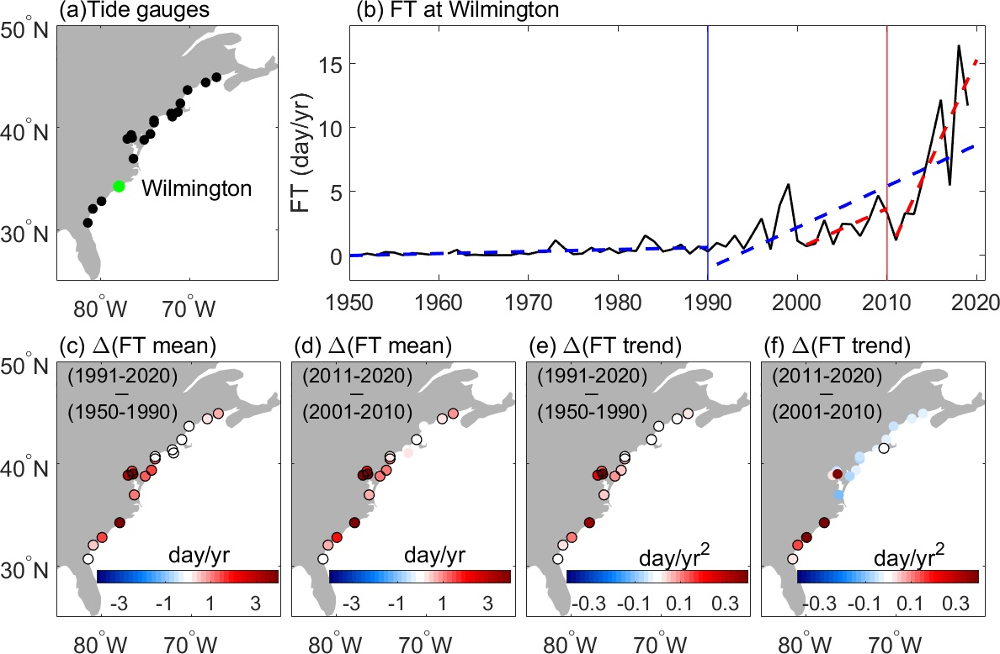 (a)Tide gauges
50°N
40°N
30°N
80°W 70°W
Wilmington
(b) FT at Wilmington
FT (day/yr)
15
10
5
0
1950 1960 1970 1980 1990 2000 2010 2020
(c) Δ(FT mean)
(1991-2020)
—
(1950-1990)
50°N
40°N
30°N
day/yr
-3 -1 1 3
80°W 70°W
(d) Δ(FT mean)
(2011-2020)
—
(2001-2010)
day/yr
-3 -1 1 3
80°W 70°W
(e) Δ(FT trend)
(1991-2020)
—
(1950-1990)
day/yr²
-0.3 -0.1 0.1 0.3
80°W 70°W
(f) Δ(FT trend)
(2011-2020)
—
(2001-2010)
day/yr²
-0.3 -0.1 0.1 0.3
80°W 70°W